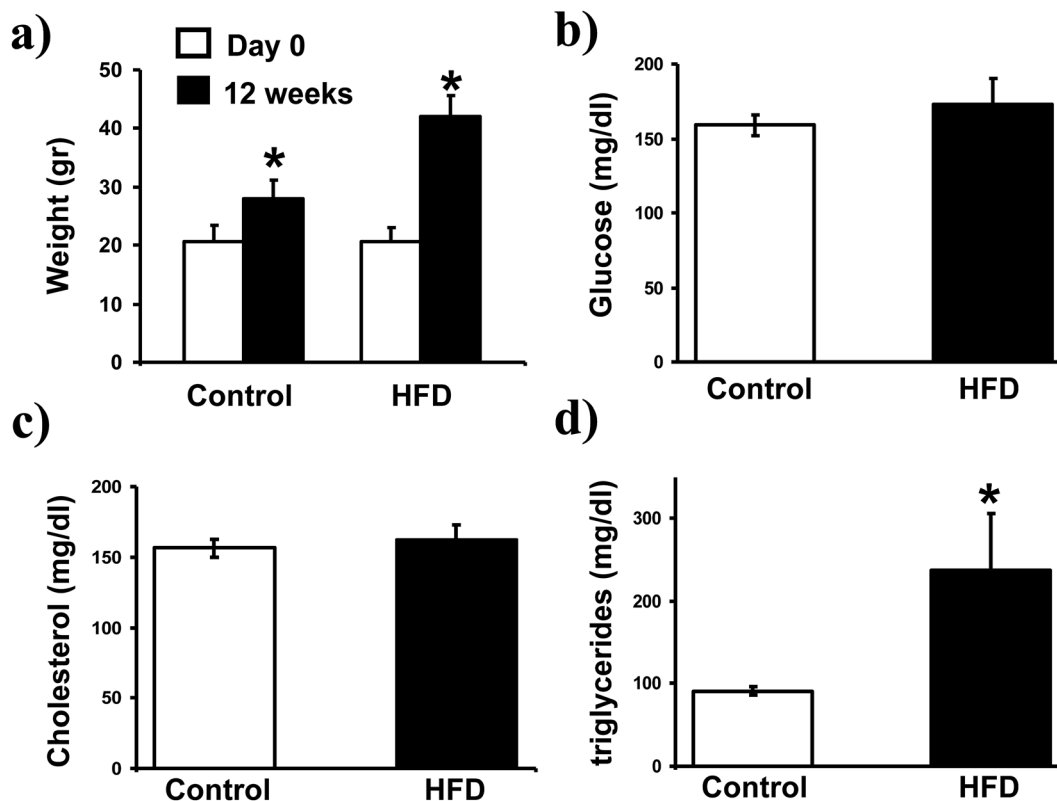 a)
Day 0
12 weeks
Weight (gr)
60
50
40
30
20
10
0
*
*
Control
HFD
b)
Glucose (mg/dl)
200
150
100
50
0
Control
HFD
c)
Cholesterol (mg/dl)
200
150
100
50
0
Control
HFD
d)
triglycerides (mg/dl)
300
200
100
0
*
Control
HFD